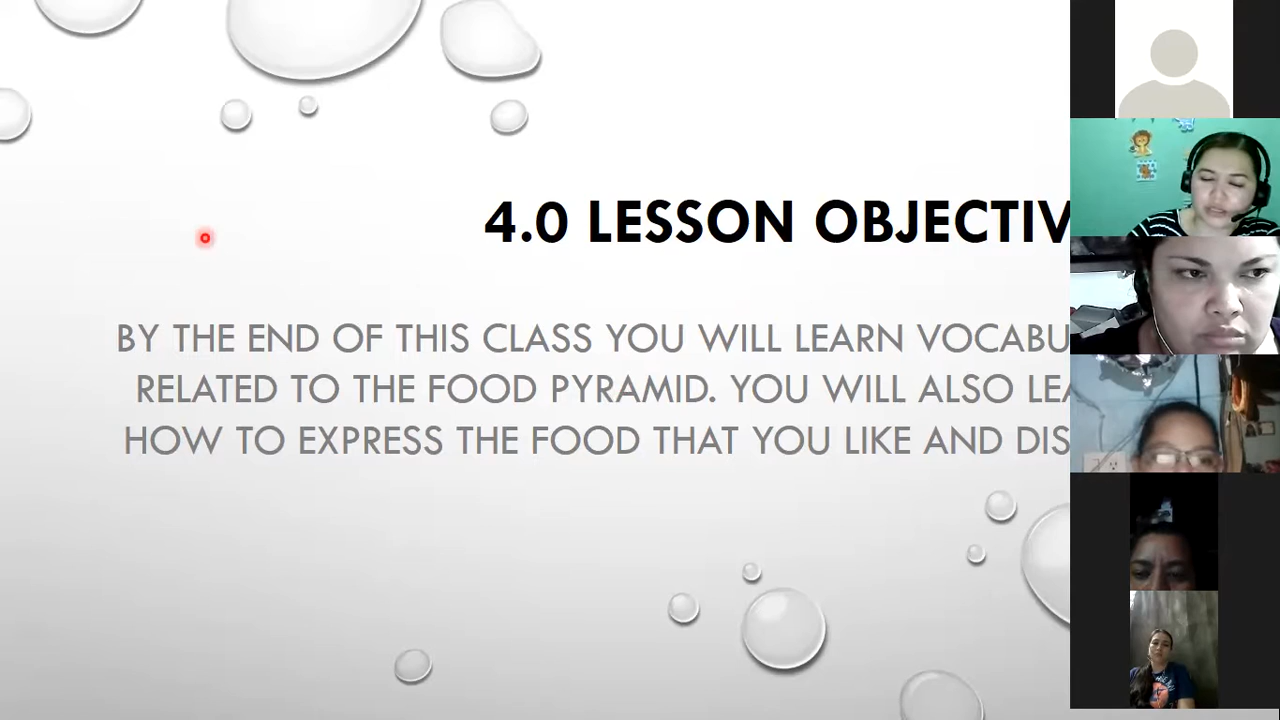 4.0 LESSON OBJECTIV
BY THE END OF THIS CLASS YOU WILL LEARN VOCABU
RELATED TO THE FOOD PYRAMID. YOU WILL ALSO LEA
HOW TO EXPRESS THE FOOD THAT YOU LIKE AND DIS